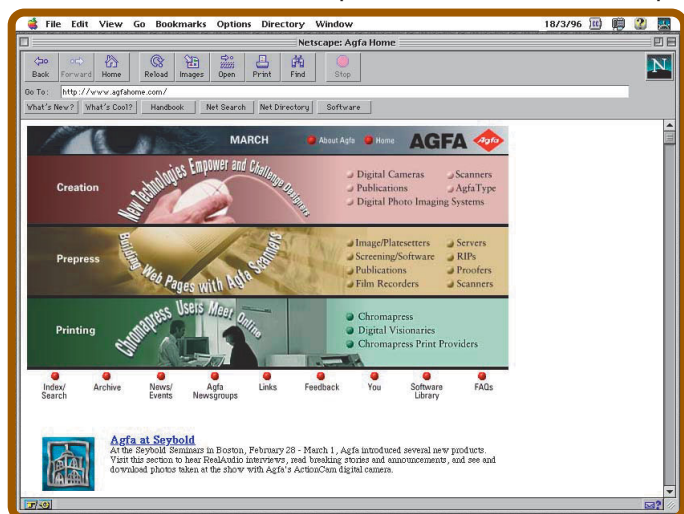 File Edit View Go Bookmarks Options Directory Window 18/3/96
Netscape: Agfa Home
Back Forward Home Reload Images Open Print Find Stop
N
Go To: http://www.agfahome.com/
What's New? What's Cool? Handbook Net Search Net Directory Software
MARCH About Agfa Home AGFA Agfa
Creation
New Technologies Empower and Challenge Designers
Digital Cameras Scanners
Publications AgfaType
Digital Photo Imaging Systems
Prepress
Building Web Pages with Agfa Scanners
Image/Platesetters Servers
Screening/Software RIPs
Publications Proofers
Film Recorders Scanners
Printing
Chromapress Users Meet Online
Chromapress
Digital Visionaries
Chromapress Print Providers
Index/ Archive News/ Agfa Links Feedback You Software FAQs
Search Events Newsgroups Library
Agfa at Seybold
At the Seybold Seminars in Boston, February 28 - March 1, Agfa introduced several new products.
Visit this section to hear RealAudio interviews, read breaking stories and announcements, and see and
download photos taken at the show with Agfa's ActionCam digital camera.